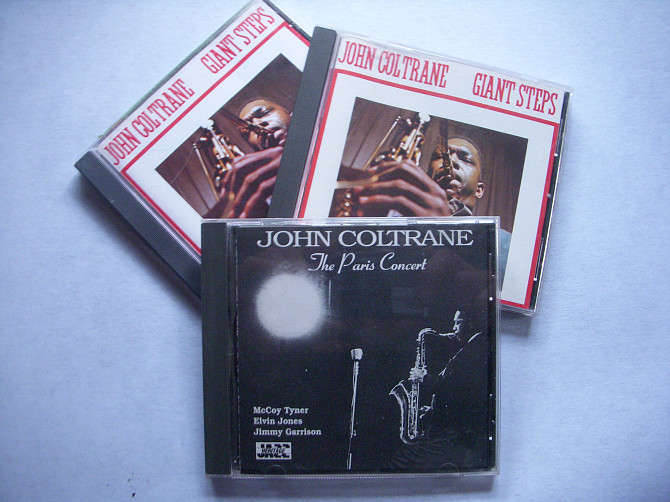 JOHN COLTRANE GIANT STEPS
JOHN COLTRANE GIANT STEPS
JOHN COLTRANE
The Paris Concert
McCoy Tyner
Elvin Jones
Jimmy Garrison
JAZZ